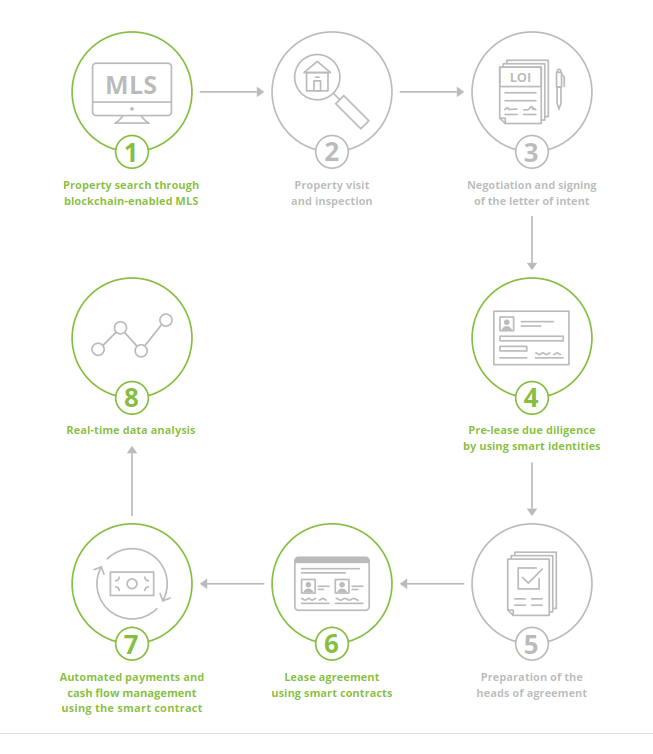 MLS
1
Property search through
blockchain-enabled MLS
2
Property visit
and inspection
LOI
3
Negotiation and signing
of the letter of intent
4
Pre-lease due diligence
by using smart identities
5
Preparation of the
heads of agreement
6
Lease agreement
using smart contracts
7
Automated payments and
cash flow management
using the smart contract
8
Real-time data analysis